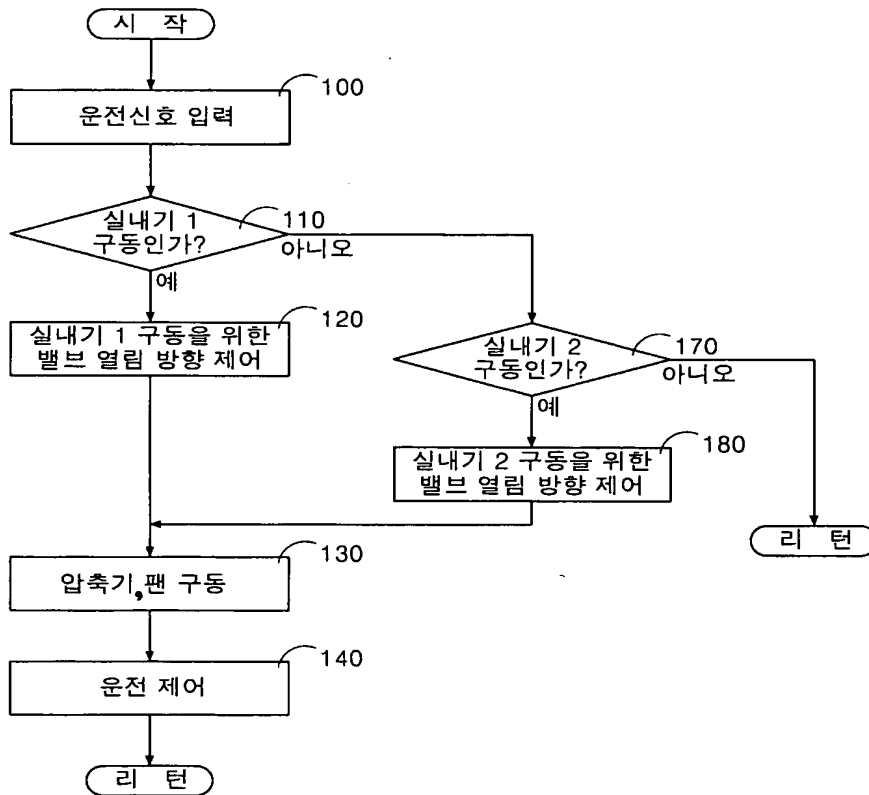 시 작
100
운전신호 입력
실내기 1
구동인가?
110
아니오
예
120
실내기 1 구동을 위한
밸브 열림 방향 제어
실내기 2
구동인가?
170
아니오
예
180
실내기 2 구동을 위한
밸브 열림 방향 제어
리 턴
130
압축기,팬 구동
140
운전 제어
리 턴